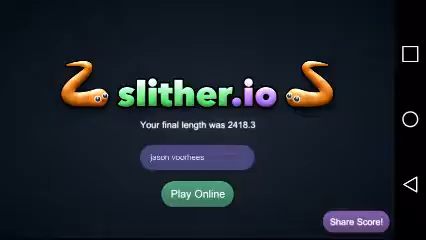 slither.io
Your final length was 2418.3
jason voorhees
Play Online
Share Score!